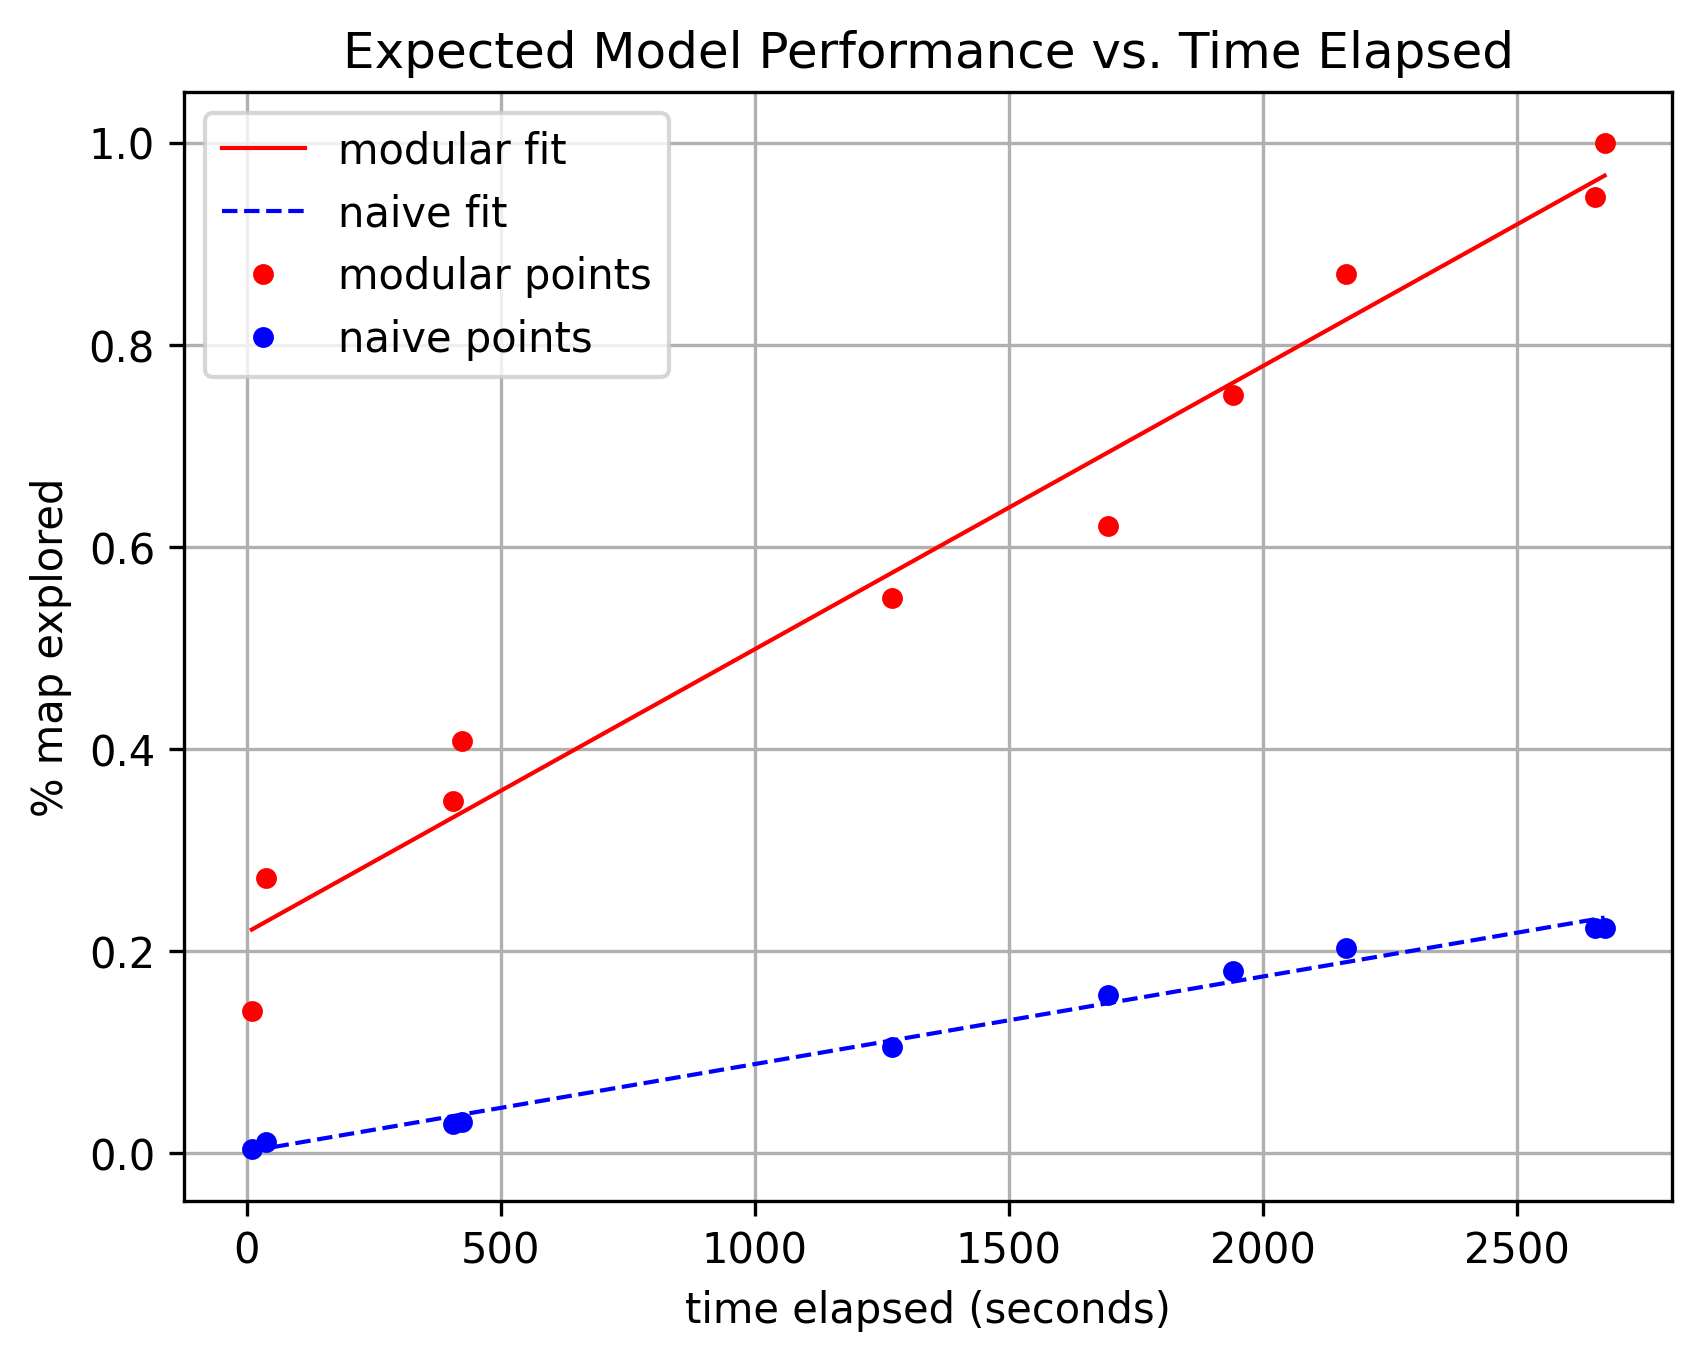 Expected Model Performance vs. Time Elapsed
modular fit
naive fit
modular points
naive points
% map explored
1.0
0.8
0.6
0.4
0.2
0.0
0 500 1000 1500 2000 2500
time elapsed (seconds)